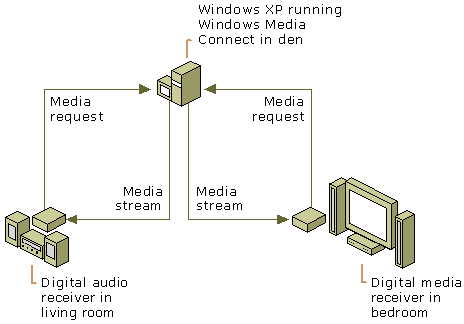 Windows XP running
Windows Media
Connect in den
Media
request
Media
request
Media
stream
Media
stream
Digital audio
receiver in
living room
Digital media
receiver in
bedroom